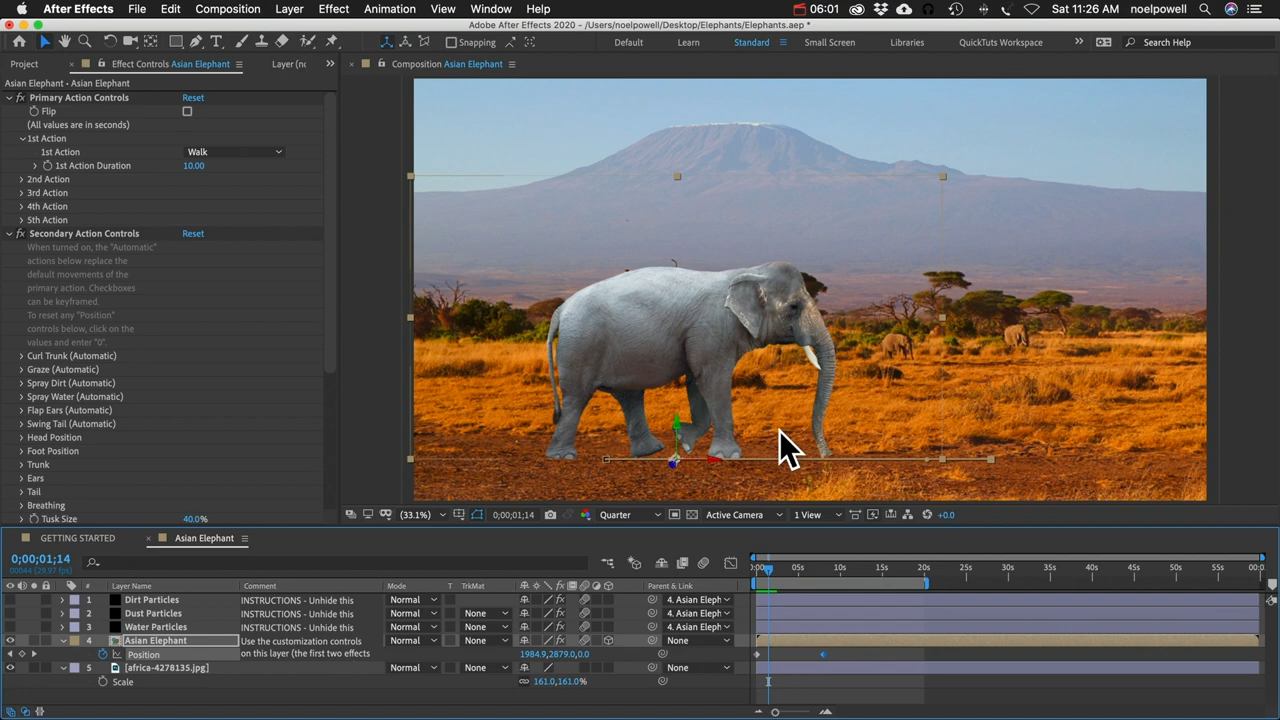 After Effects File Edit Composition Layer Effect Animation View Window Help 06:01 Sat 11:26 AM noelpowell
Adobe After Effects 2020 - /Users/noelpowell/Desktop/Elephants/Elephants.aep *
Snapping Default Learn Standard Small Screen Libraries QuickTuts Workspace Search Help
Project Effect Controls Asian Elephant Layer (no Composition Asian Elephant
Asian Elephant • Asian Elephant
Primary Action Controls Reset
Flip
(All values are in seconds)
1st Action
1st Action Walk
1st Action Duration 10.00
2nd Action
3rd Action
4th Action
5th Action
Secondary Action Controls Reset
When turned on, the "Automatic"
actions below replace the
default movements of the
primary action. Checkboxes
can be keyframed.
To reset any "Position"
controls below, click on the
values and enter "0".
Curl Trunk (Automatic)
Graze (Automatic)
Spray Dirt (Automatic)
Spray Water (Automatic)
Flap Ears (Automatic)
Swing Tail (Automatic)
Head Position
Foot Position
Trunk
Ears
Tail
Breathing
Tusk Size 40.0%
(33.1%) 0;00;01;14 Quarter Active Camera 1 View +0.0
GETTING STARTED Asian Elephant
0;00;01;14
00044 (29.97 fps)
0:00 05s 10s 15s 20s 25s 30s 35s 40s 45s 50s 55s 00:0
# Layer Name Comment Mode T TrkMat Parent & Link
1 Dirt Particles INSTRUCTIONS - Unhide this Normal 4. Asian Eleph
2 Dust Particles INSTRUCTIONS - Unhide this Normal None 4. Asian Eleph
3 Water Particles INSTRUCTIONS - Unhide this Normal None 4. Asian Eleph
4 Asian Elephant Use the customization controls Normal None None
Position on this layer (the first two effects 1984.9,2879.0,0.0
5 [africa-4278135.jpg] Normal None None
Scale 161.0,161.0%